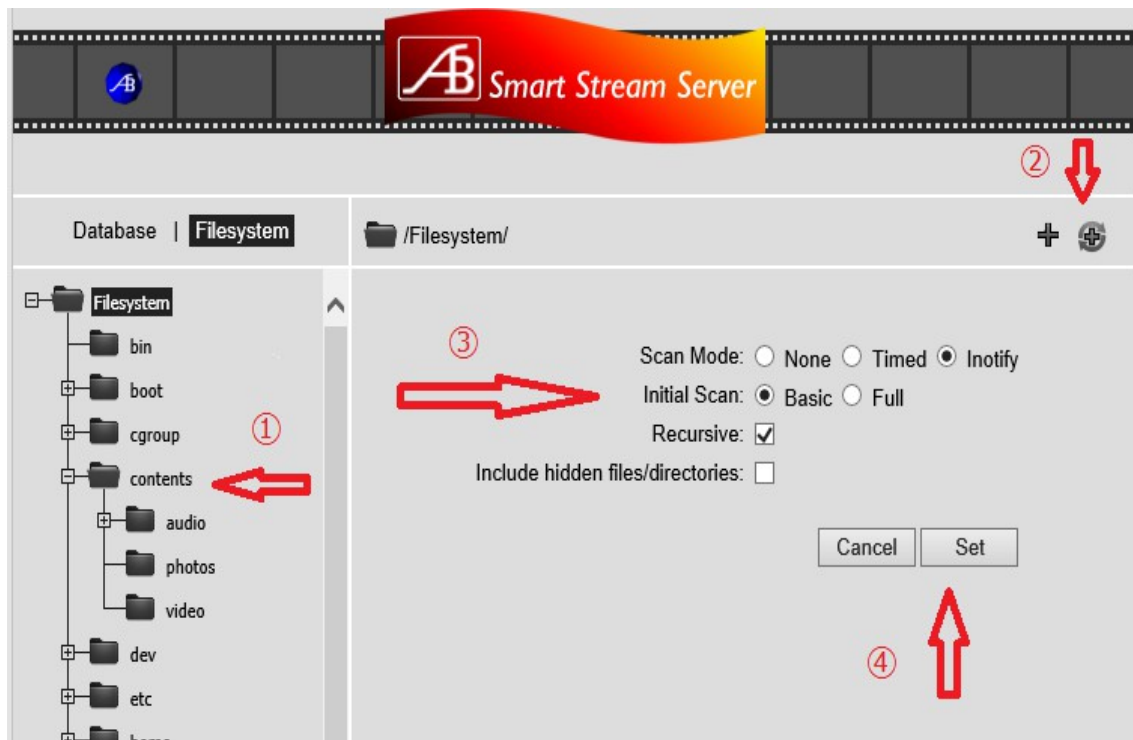 AB Smart Stream Server
AB
②
Database | Filesystem
/Filesystem/
Filesystem
bin
boot
cgroup
①
contents
audio
photos
video
dev
etc
③
Scan Mode: None Timed Inotify
Initial Scan: Basic Full
Recursive:
Include hidden files/directories:
Cancel Set
④